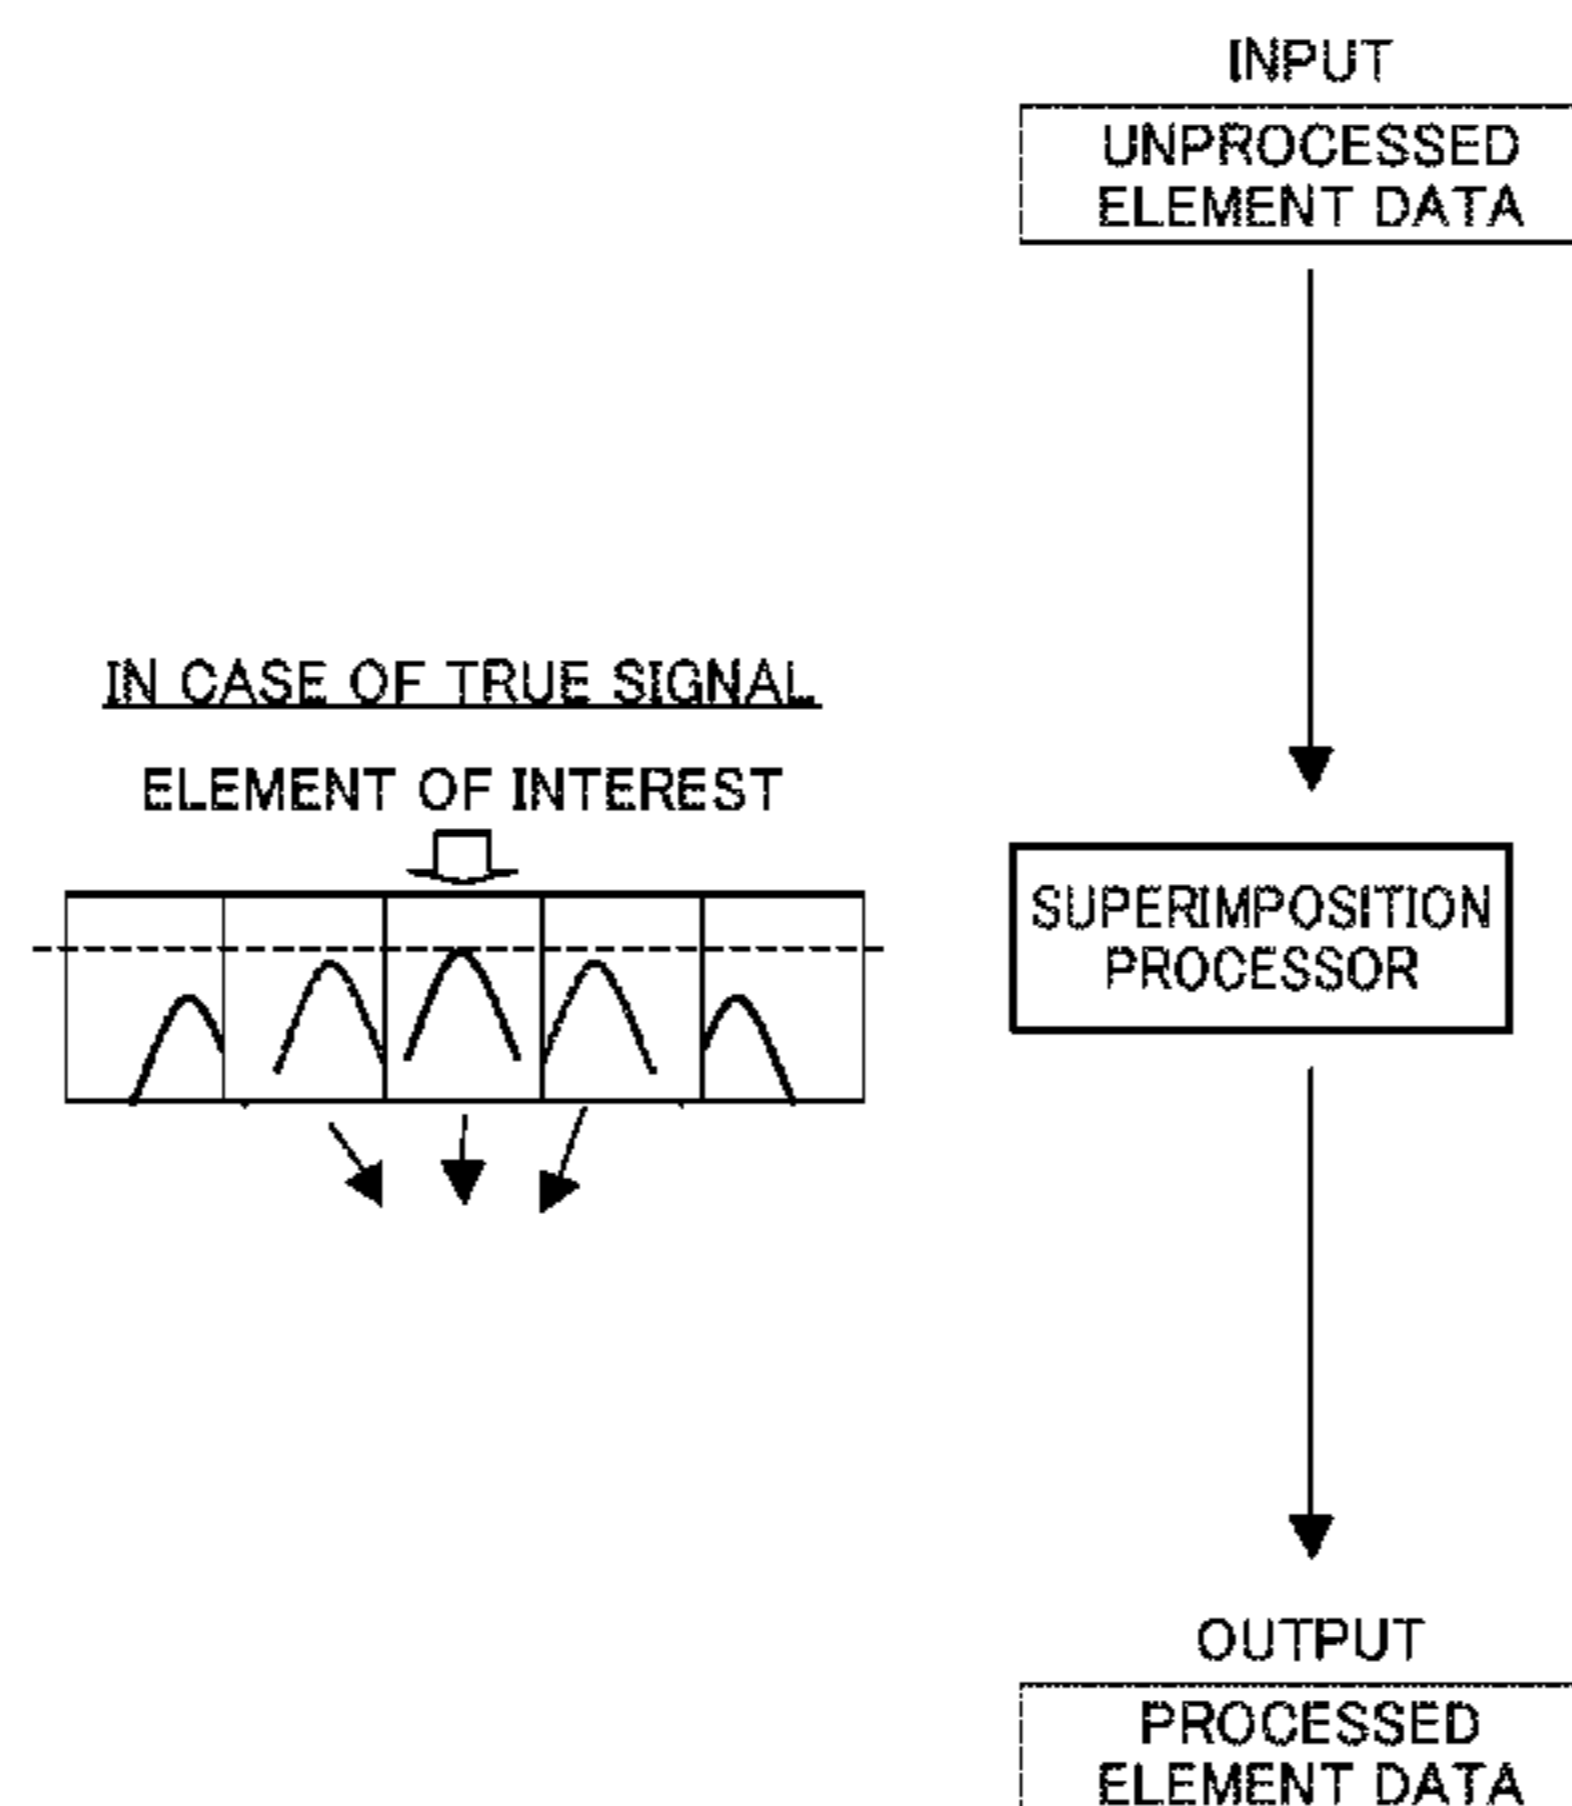 INPUT
UNPROCESSED
ELEMENT DATA
IN CASE OF TRUE SIGNAL
ELEMENT OF INTEREST
SUPERIMPOSITION
PROCESSOR
OUTPUT
PROCESSED
ELEMENT DATA